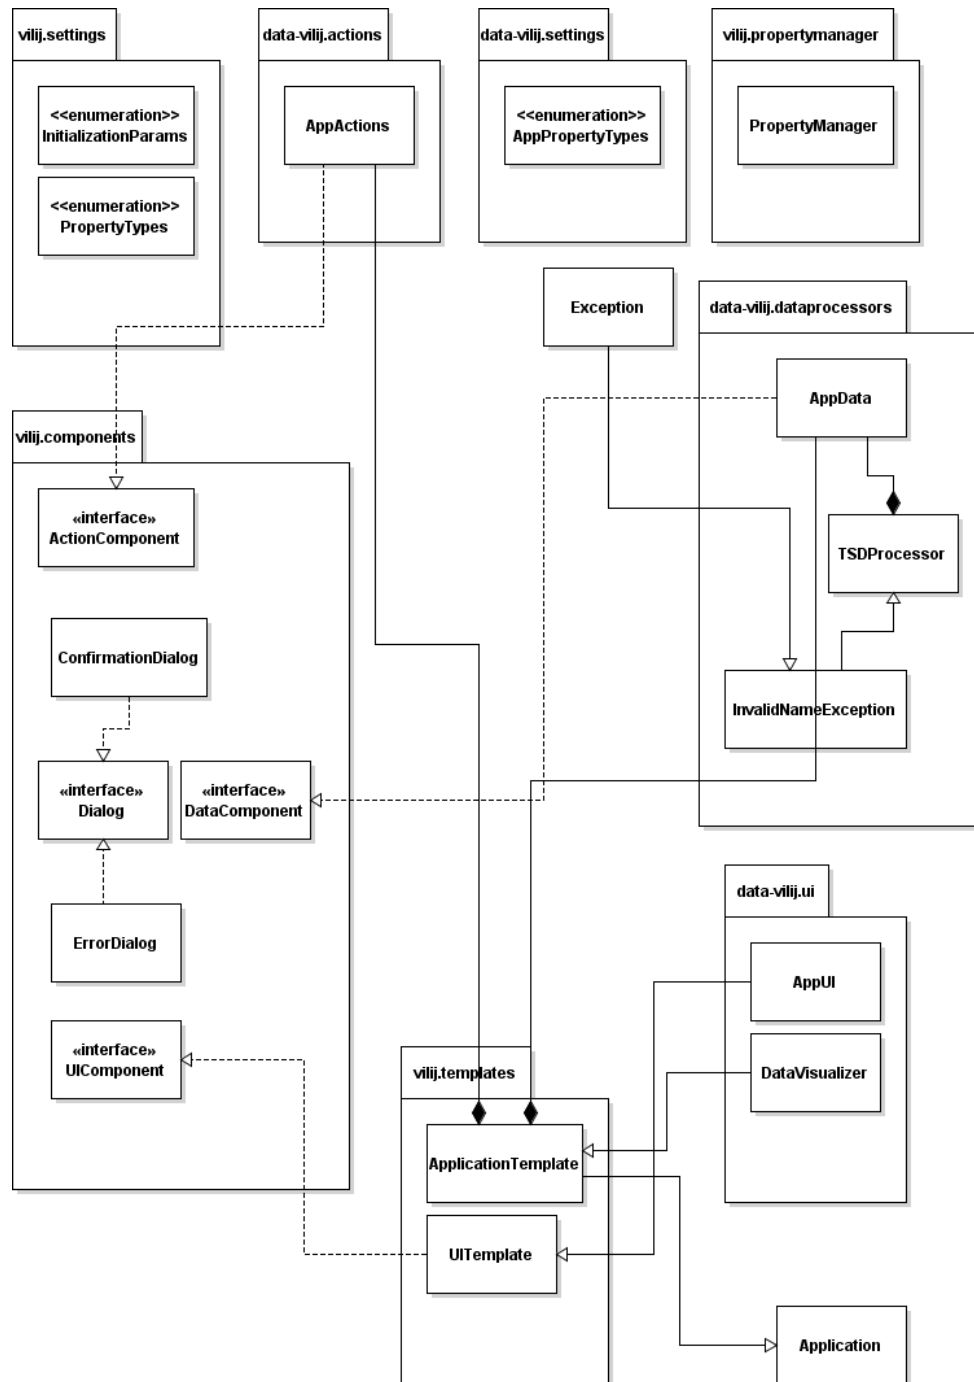 vilij.settings
<<enumeration>>
InitializationParams
<<enumeration>>
PropertyTypes
data-vilij.actions
AppActions
data-vilij.settings
<<enumeration>>
AppPropertyTypes
vilij.propertymanager
PropertyManager
Exception
data-vilij.dataprocessors
AppData
TSDProcessor
InvalidNameException
vilij.components
«interface»
ActionComponent
ConfirmationDialog
«interface»
Dialog
«interface»
DataComponent
ErrorDialog
«interface»
UIComponent
data-vilij.ui
AppUI
DataVisualizer
vilij.templates
ApplicationTemplate
UITemplate
Application